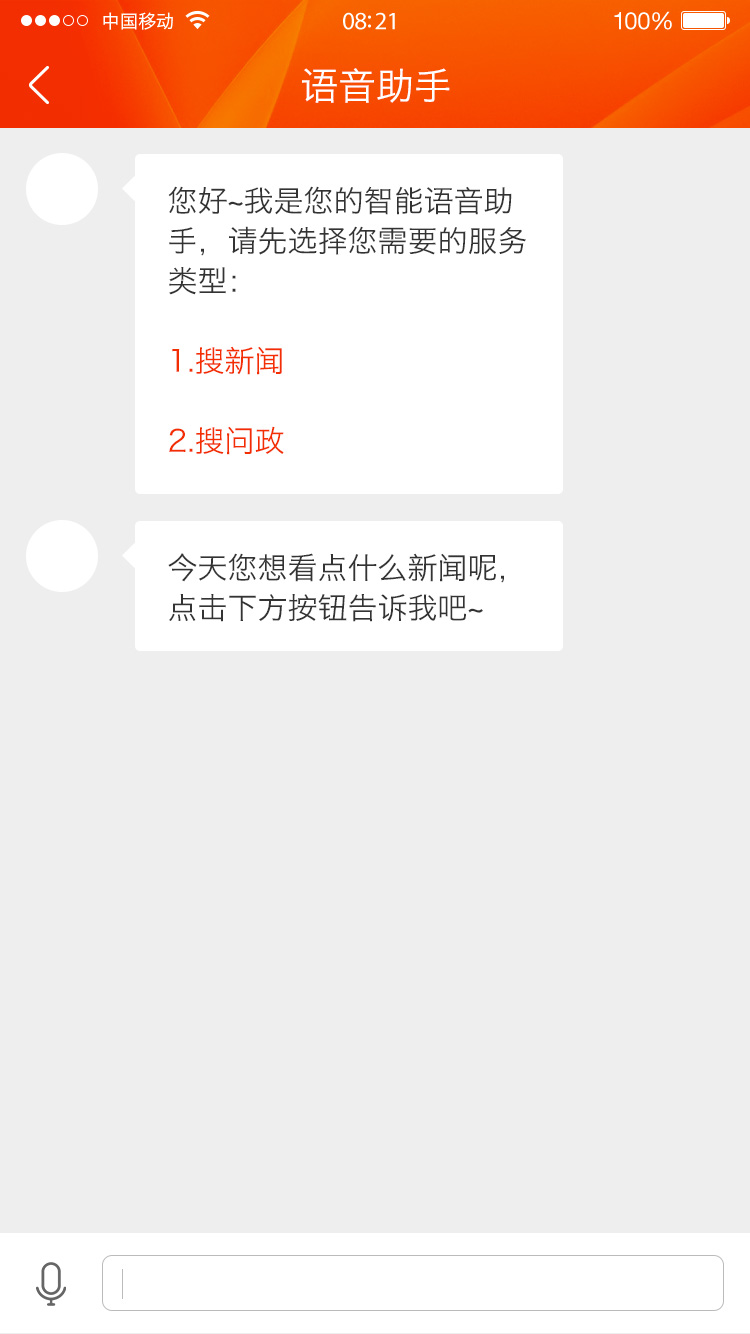 中国移动
08:21
100%
语音助手
您好~我是您的智能语音助
手，请先选择您需要的服务
类型：
1.搜新闻
2.搜问政
今天您想看点什么新闻呢，
点击下方按钮告诉我吧~